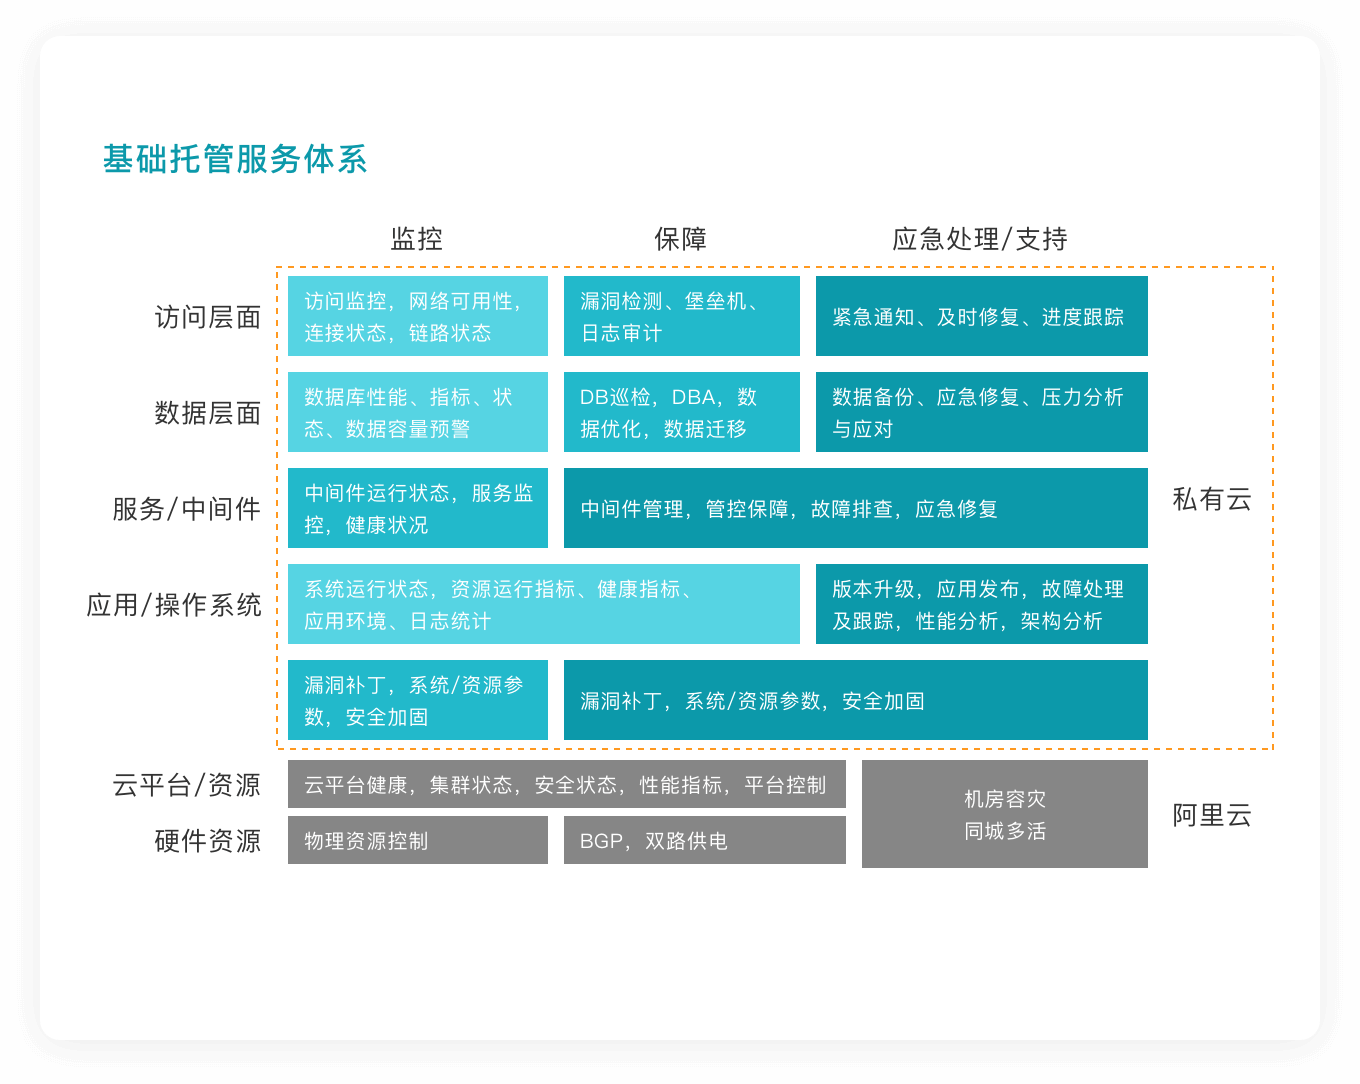 基础托管服务体系
监控
保障
应急处理/支持
访问层面
访问监控，网络可用性，
连接状态，链路状态
漏洞检测、堡垒机、
日志审计
紧急通知、及时修复、进度跟踪
数据层面
数据库性能、指标、状
态、数据容量预警
DB巡检，DBA，数
据优化，数据迁移
数据备份、应急修复、压力分析
与应对
服务/中间件
中间件运行状态，服务监
控，健康状况
中间件管理，管控保障，故障排查，应急修复
私有云
应用/操作系统
系统运行状态，资源运行指标、健康指标、
应用环境、日志统计
版本升级，应用发布，故障处理
及跟踪，性能分析，架构分析
漏洞补丁，系统/资源参
数，安全加固
漏洞补丁，系统/资源参数，安全加固
云平台/资源
云平台健康，集群状态，安全状态，性能指标，平台控制
机房容灾
同城多活
阿里云
硬件资源
物理资源控制
BGP，双路供电